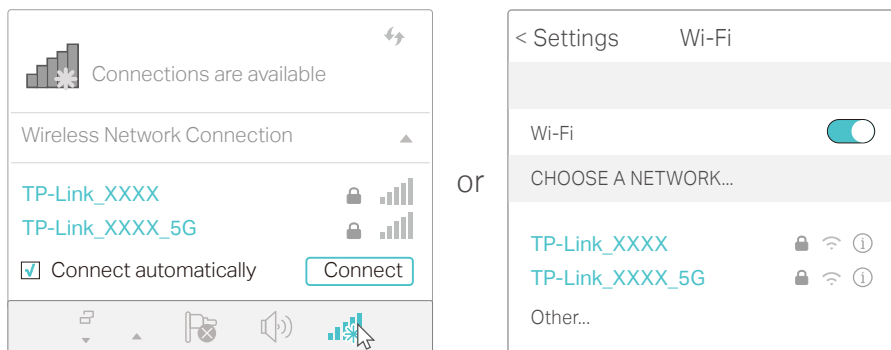 Connections are available
Wireless Network Connection
TP-Link_XXXX
TP-Link_XXXX_5G
Connect automatically
Connect
or
< Settings
Wi-Fi
Wi-Fi
CHOOSE A NETWORK...
TP-Link_XXXX
TP-Link_XXXX_5G
Other...